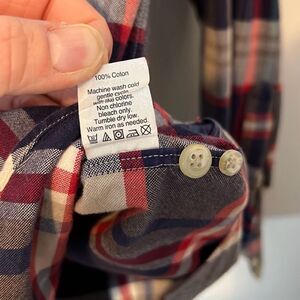 100% Coton
Machine wash cold
gentle cycle
with like colors.
Non chlorine
bleach only.
Tumble dry low.
Warm iron as needed.